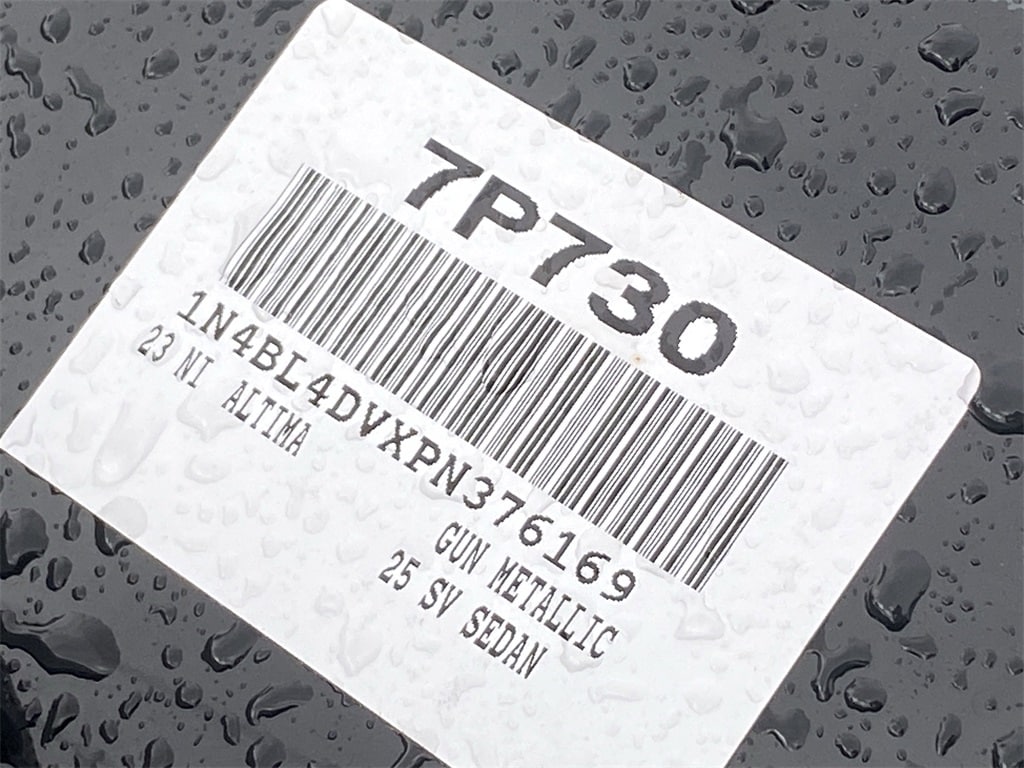 7P730
1N4BL4DVXPN376169
23 NI
ALTIMA
GUN METALLIC
25 SV SEDAN